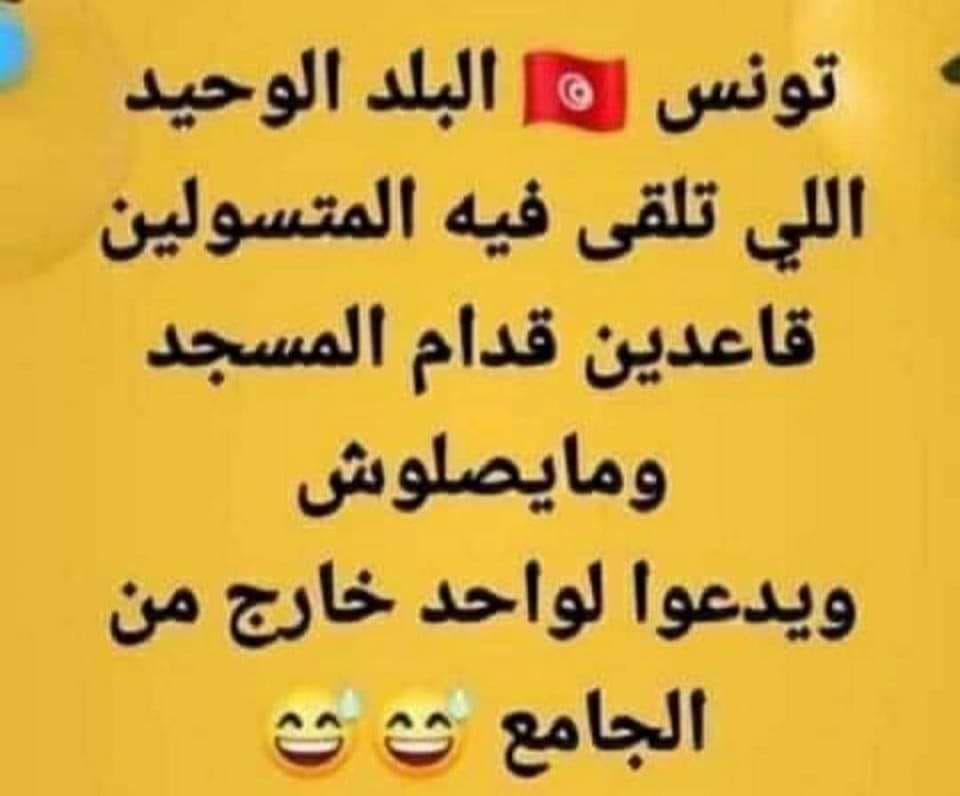 تونس 🇹🇳 البلد الوحيد
اللي تلقى فيه المتسولين
قاعدين قدام المسجد
ومايصلوش
ويدعوا لواحد خارج من
الجامع 😅😅